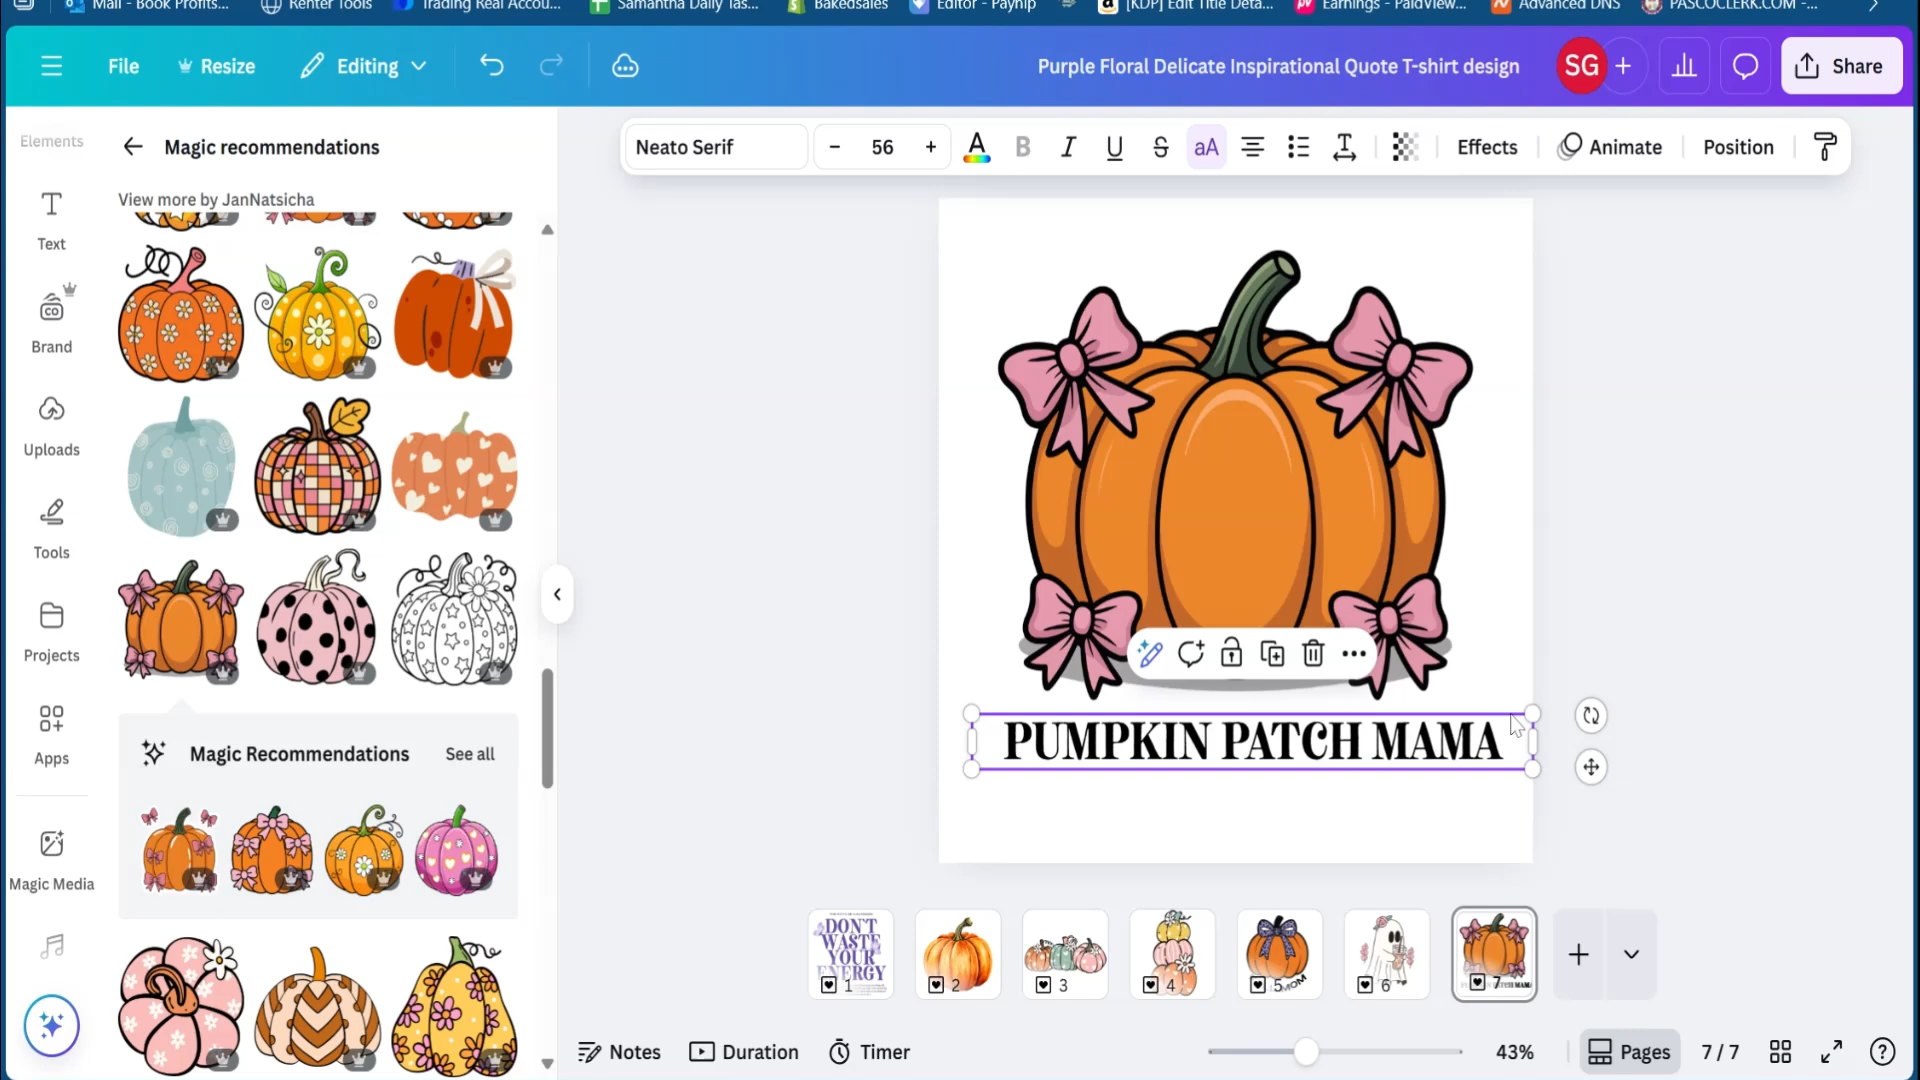 Mail - Book Profits...
Renter Tools
Trading Real Accou...
Samantha Daily Tas...
Bakedsales
Editor - Payhip
[KDP] Edit Title Deta...
Earnings - PaidView...
Advanced DNS
PASCOCLERK.COM -...
File
Resize
Editing
Purple Floral Delicate Inspirational Quote T-shirt design
SG
Share
Elements
Text
Brand
Uploads
Tools
Projects
Apps
Magic Media
Magic recommendations
View more by JanNatsicha
Magic Recommendations
See all
Neato Serif
- 56 +
A
B
I
U
S
aA
Effects
Animate
Position
PUMPKIN PATCH MAMA
DON'T
WASTE
YOUR
ENERGY
1
2
3
4
MOM
5
6
7
Notes
Duration
Timer
43%
Pages
7 / 7